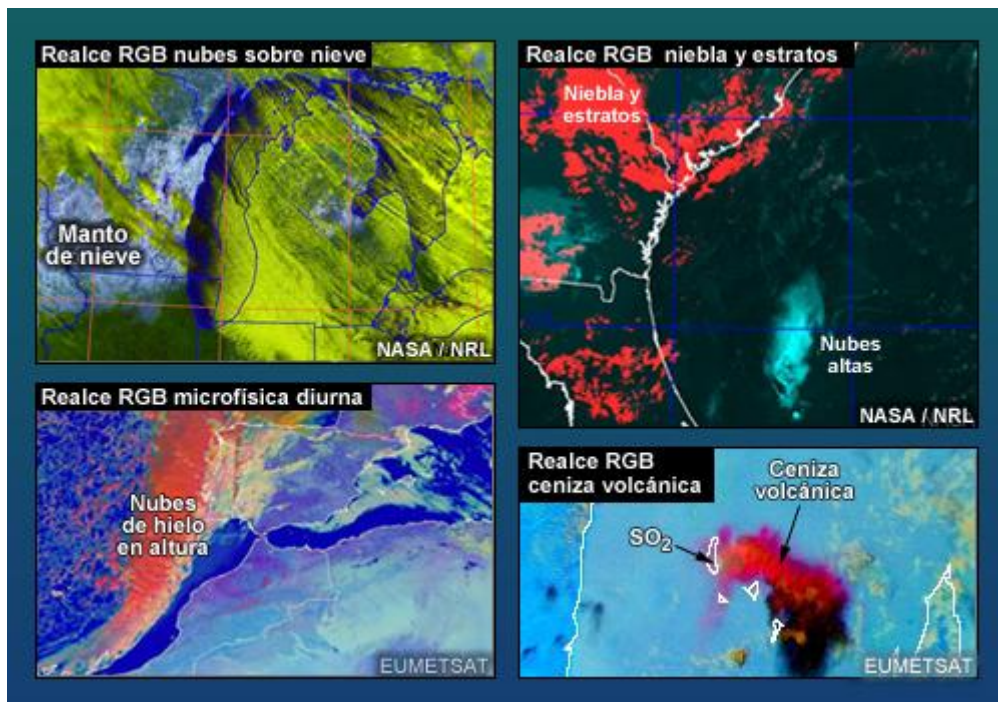 Realce RGB nubes sobre nieve
Manto
de nieve
NASA / NRL
Realce RGB niebla y estratos
Niebla y
estratos
Nubes
altas
NASA / NRL
Realce RGB microfísica diurna
Nubes
de hielo
en altura
EUMETSAT
Realce RGB
ceniza volcánica
Ceniza
volcánica
SO₂
EUMETSAT